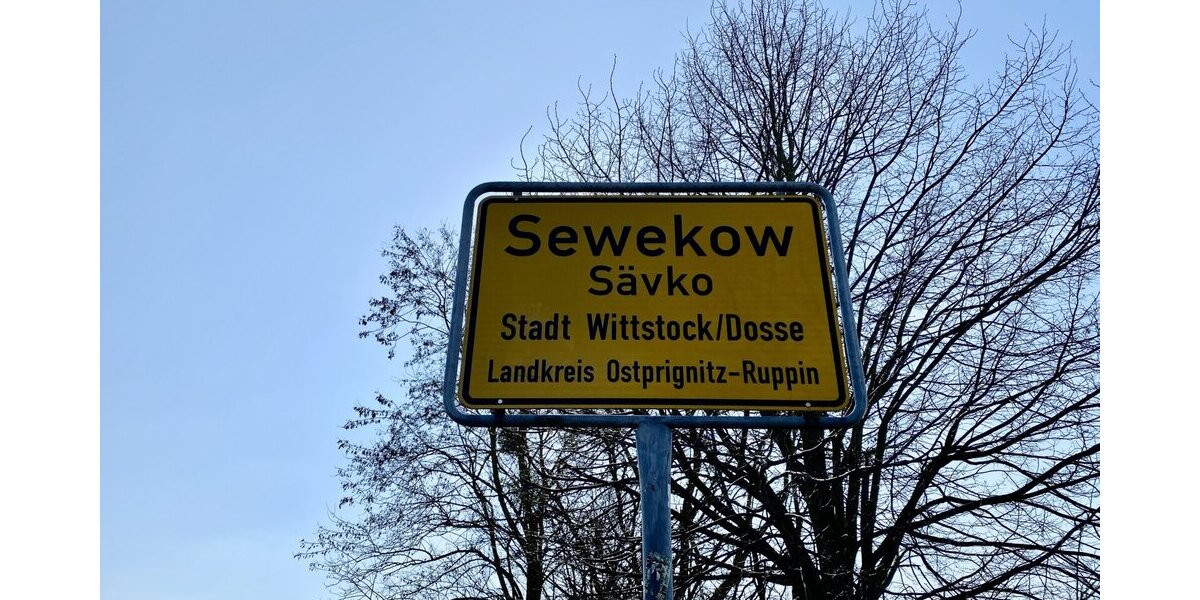 Sewekow
Sävko
Stadt Wittstock/Dosse
Landkreis Ostprignitz-Ruppin